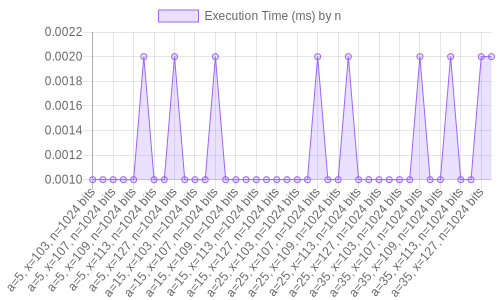 Execution Time (ms) by n
0.0022
0.0020
0.0018
0.0016
0.0014
0.0012
0.0010
a=5, x=103, n=1024 bits
a=5, x=107, n=1024 bits
a=5, x=109, n=1024 bits
a=5, x=113, n=1024 bits
a=5, x=127, n=1024 bits
a=15, x=103, n=1024 bits
a=15, x=107, n=1024 bits
a=15, x=109, n=1024 bits
a=15, x=113, n=1024 bits
a=15, x=127, n=1024 bits
a=25, x=103, n=1024 bits
a=25, x=107, n=1024 bits
a=25, x=109, n=1024 bits
a=25, x=113, n=1024 bits
a=25, x=127, n=1024 bits
a=35, x=103, n=1024 bits
a=35, x=107, n=1024 bits
a=35, x=109, n=1024 bits
a=35, x=113, n=1024 bits
a=35, x=127, n=1024 bits